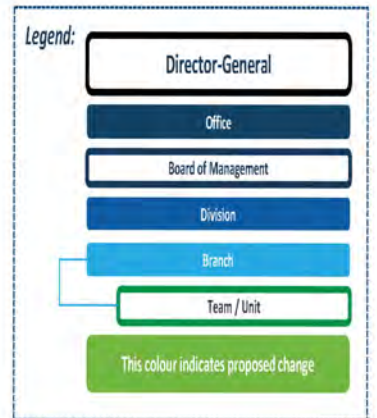 Legend:
Director-General
Office
Board of Management
Division
Branch
Team / Unit
This colour indicates proposed change